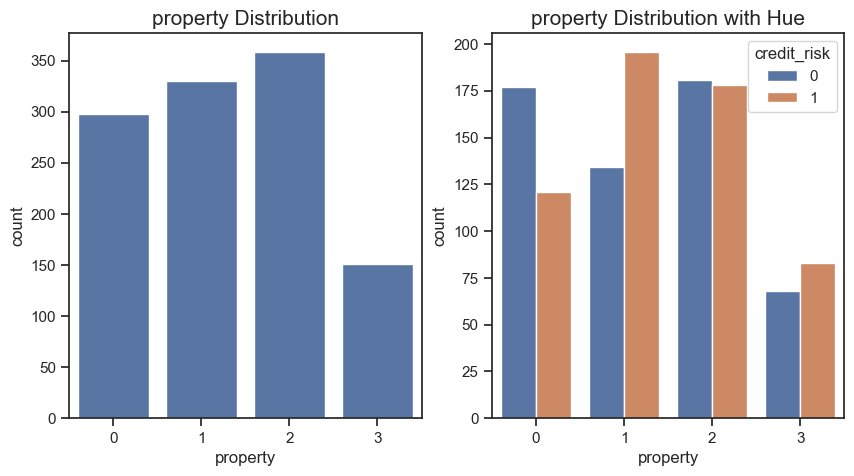 property Distribution
350
300
250
200
150
100
50
0
count
0 1 2 3
property
property Distribution with Hue
200
175
150
125
100
75
50
25
0
count
credit_risk
0
1
0 1 2 3
property